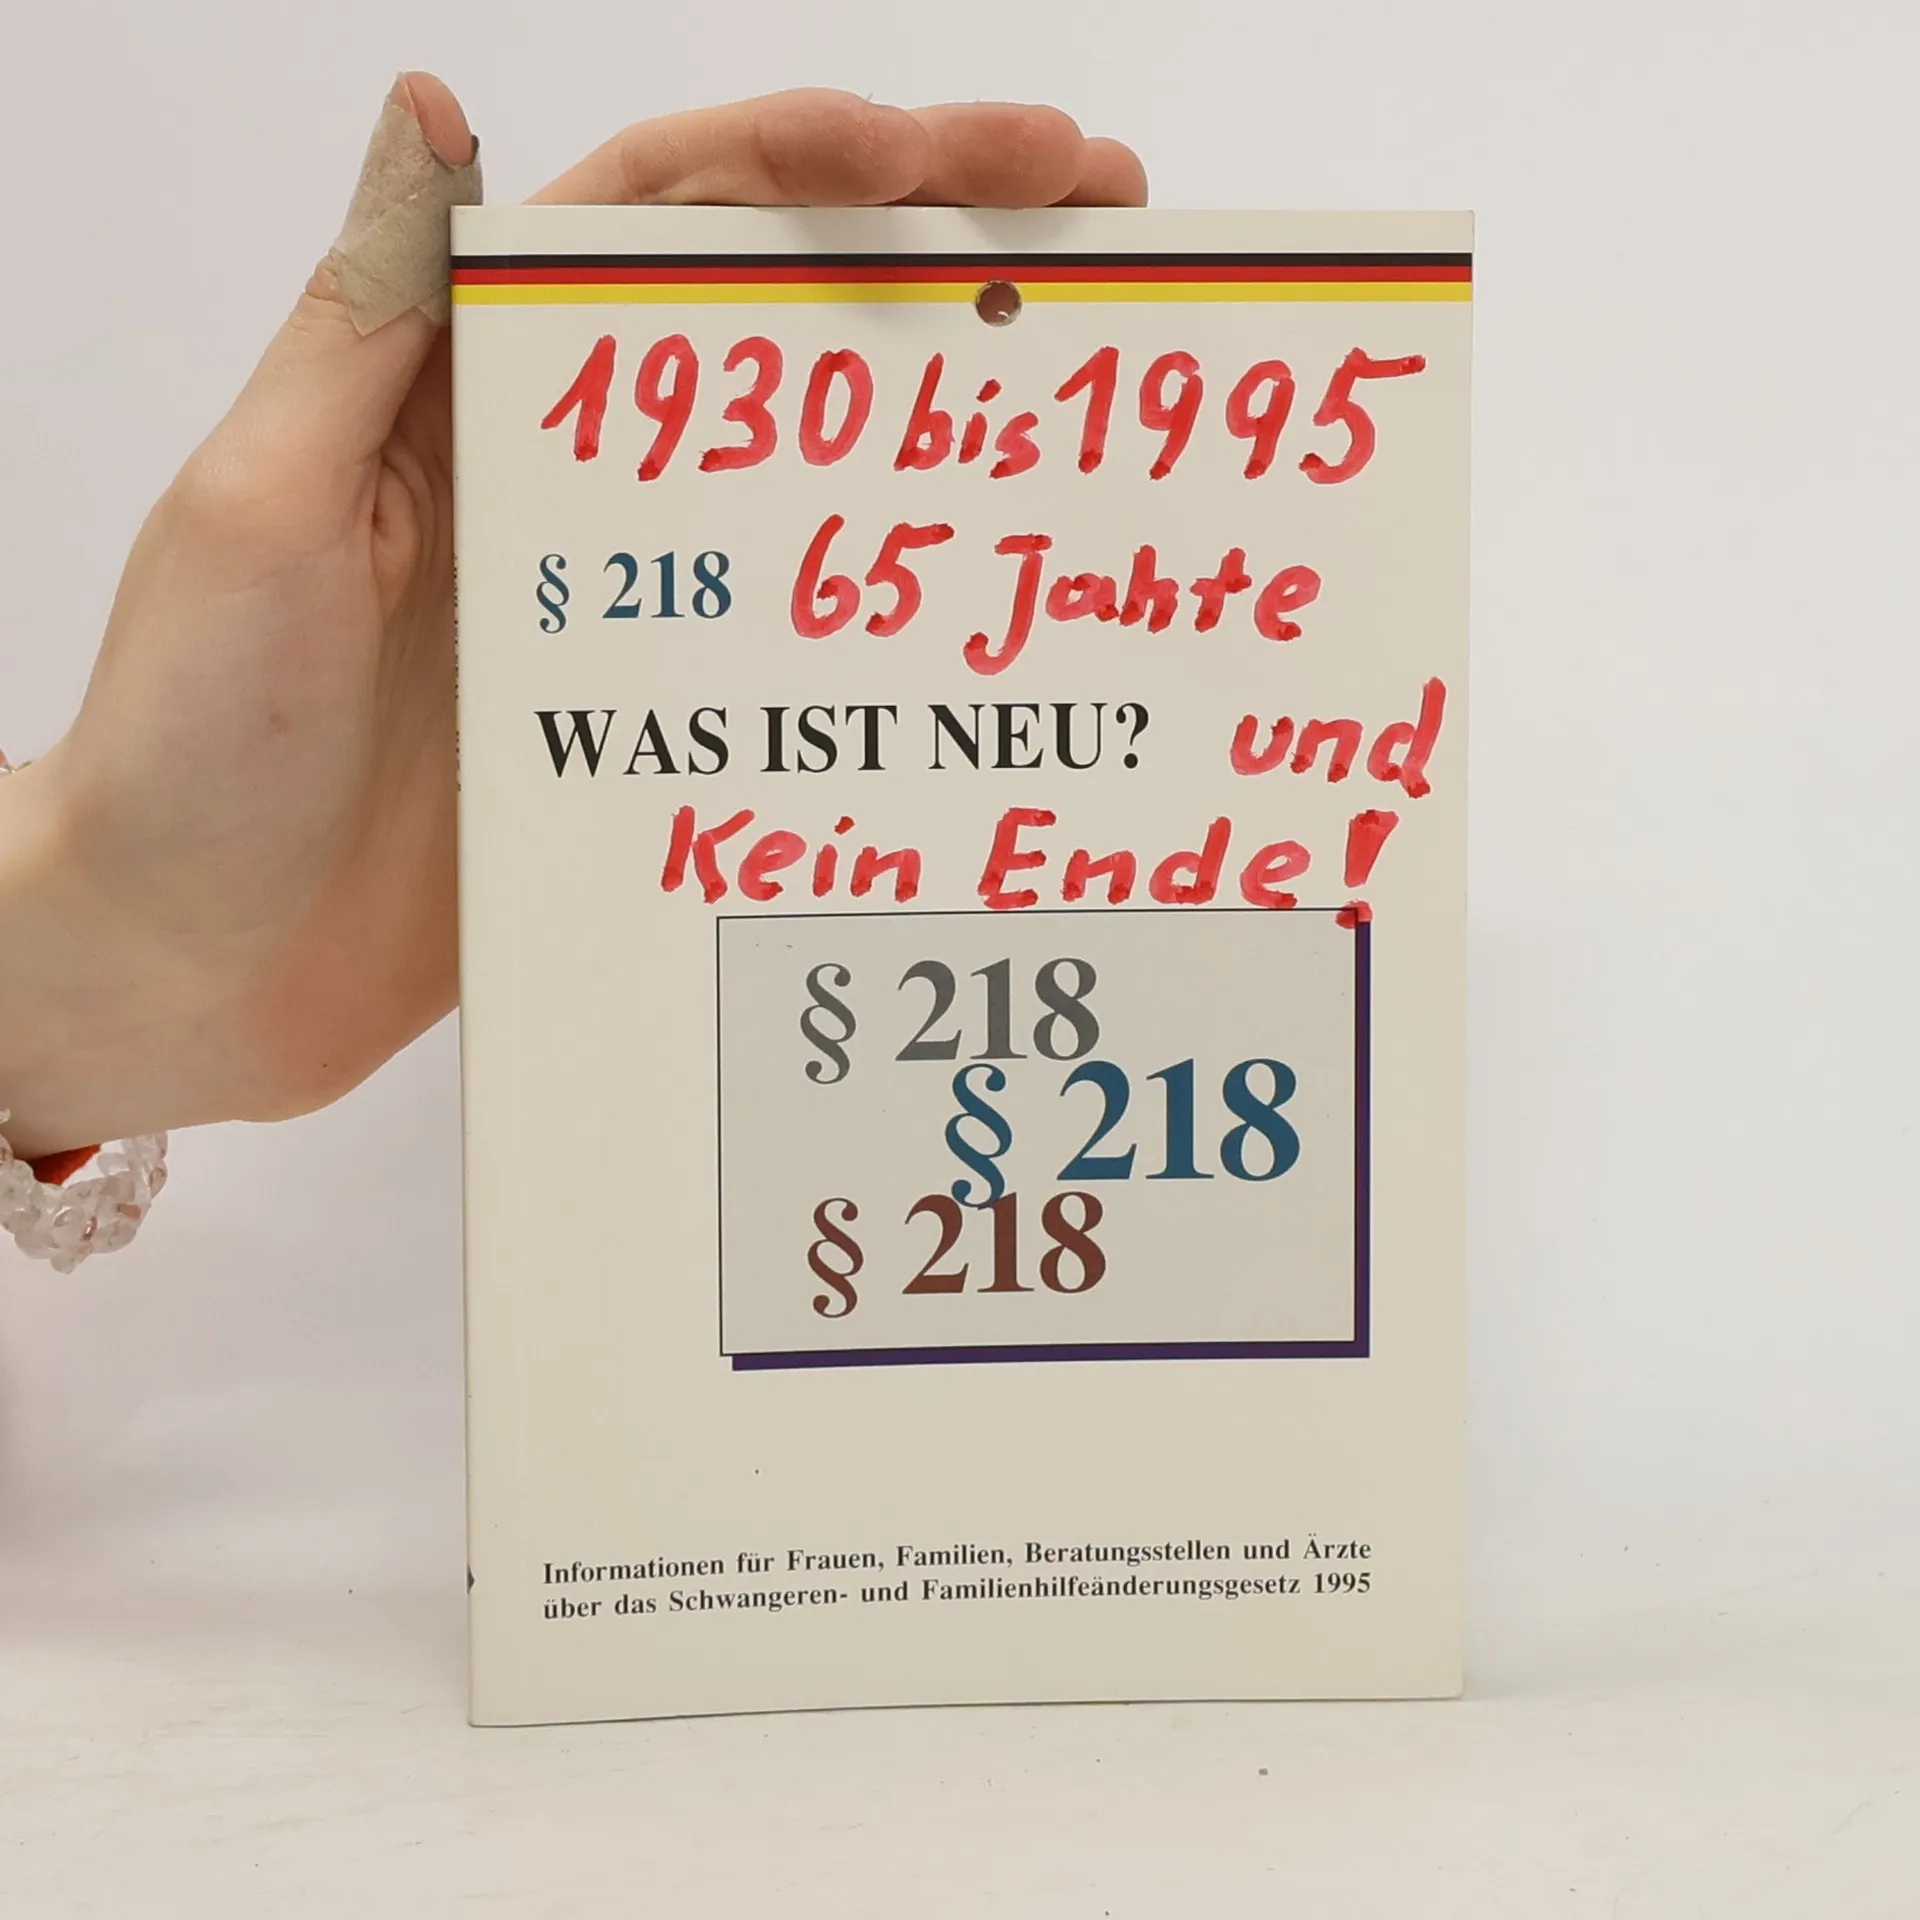 1930 bis 1995
§ 218 65 Jahre
WAS IST NEU? und
Kein Ende!
§ 218
§ 218
§ 218
Informationen für Frauen, Familien, Beratungsstellen und Ärzte
über das Schwangeren- und Familienhilfeänderungsgesetz 1995